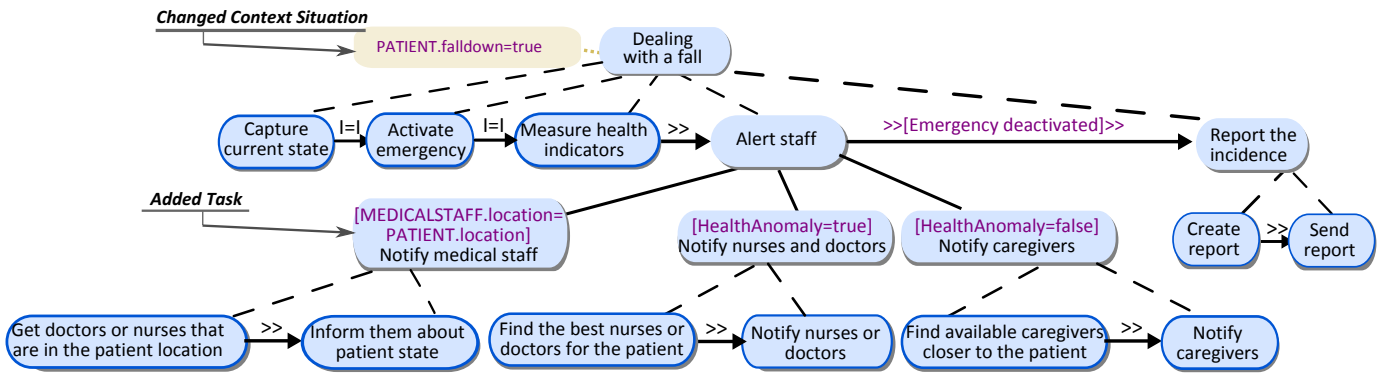 Changed Context Situation
PATIENT.falldown=true
Dealing
with a fall
Capture
current state
I=I
Activate
emergency
I=I
Measure health
indicators
>>
Alert staff
>>[Emergency deactivated]>>
Report the
incidence
Added Task
[MEDICALSTAFF.location=
PATIENT.location]
Notify medical staff
[HealthAnomaly=true]
Notify nurses and doctors
[HealthAnomaly=false]
Notify caregivers
Create
report
>>
Send
report
Get doctors or nurses that
are in the patient location
>>
Inform them about
patient state
Find the best nurses or
doctors for the patient
>>
Notify nurses or
doctors
Find available caregivers
closer to the patient
>>
Notify
caregivers